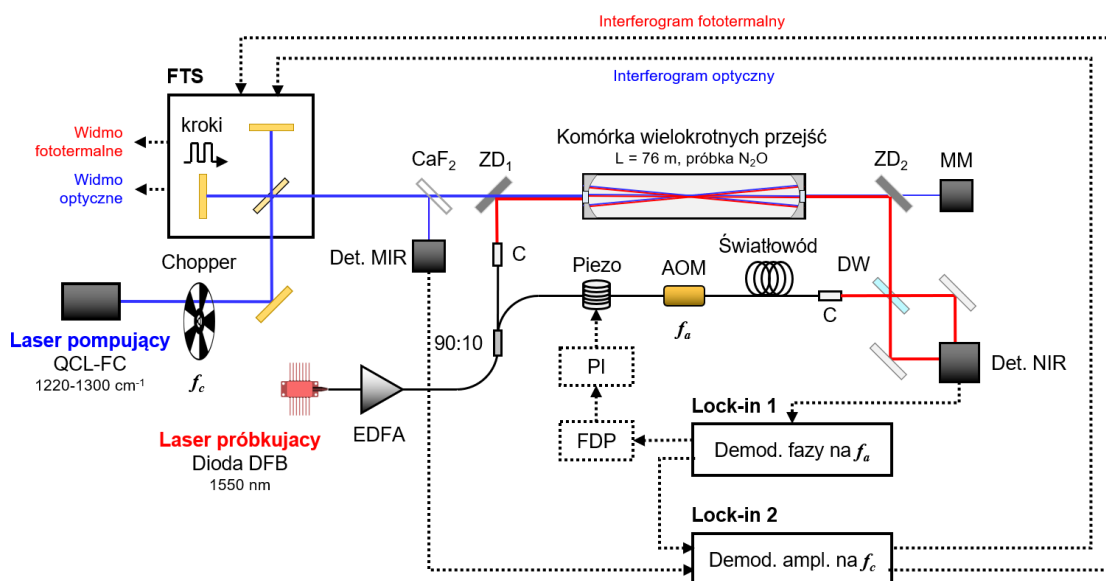 Interferogram fototermalny
Interferogram optyczny
FTS
kroki
Widmo
fototermalne
Widmo
optyczne
CaF₂
ZD₁
Komórka wielokrotnych przejść
L = 76 m, próbka N₂O
ZD₂
MM
Det. MIR
C
Chopper
Piezo
AOM
Światłowód
DW
C
fₐ
Det. NIR
Laser pompujący
QCL-FC
1220-1300 cm⁻¹
f_c
90:10
PI
EDFA
FDP
Laser próbkujacy
Dioda DFB
1550 nm
Lock-in 1
Demod. fazy na fₐ
Lock-in 2
Demod. ampl. na f_c